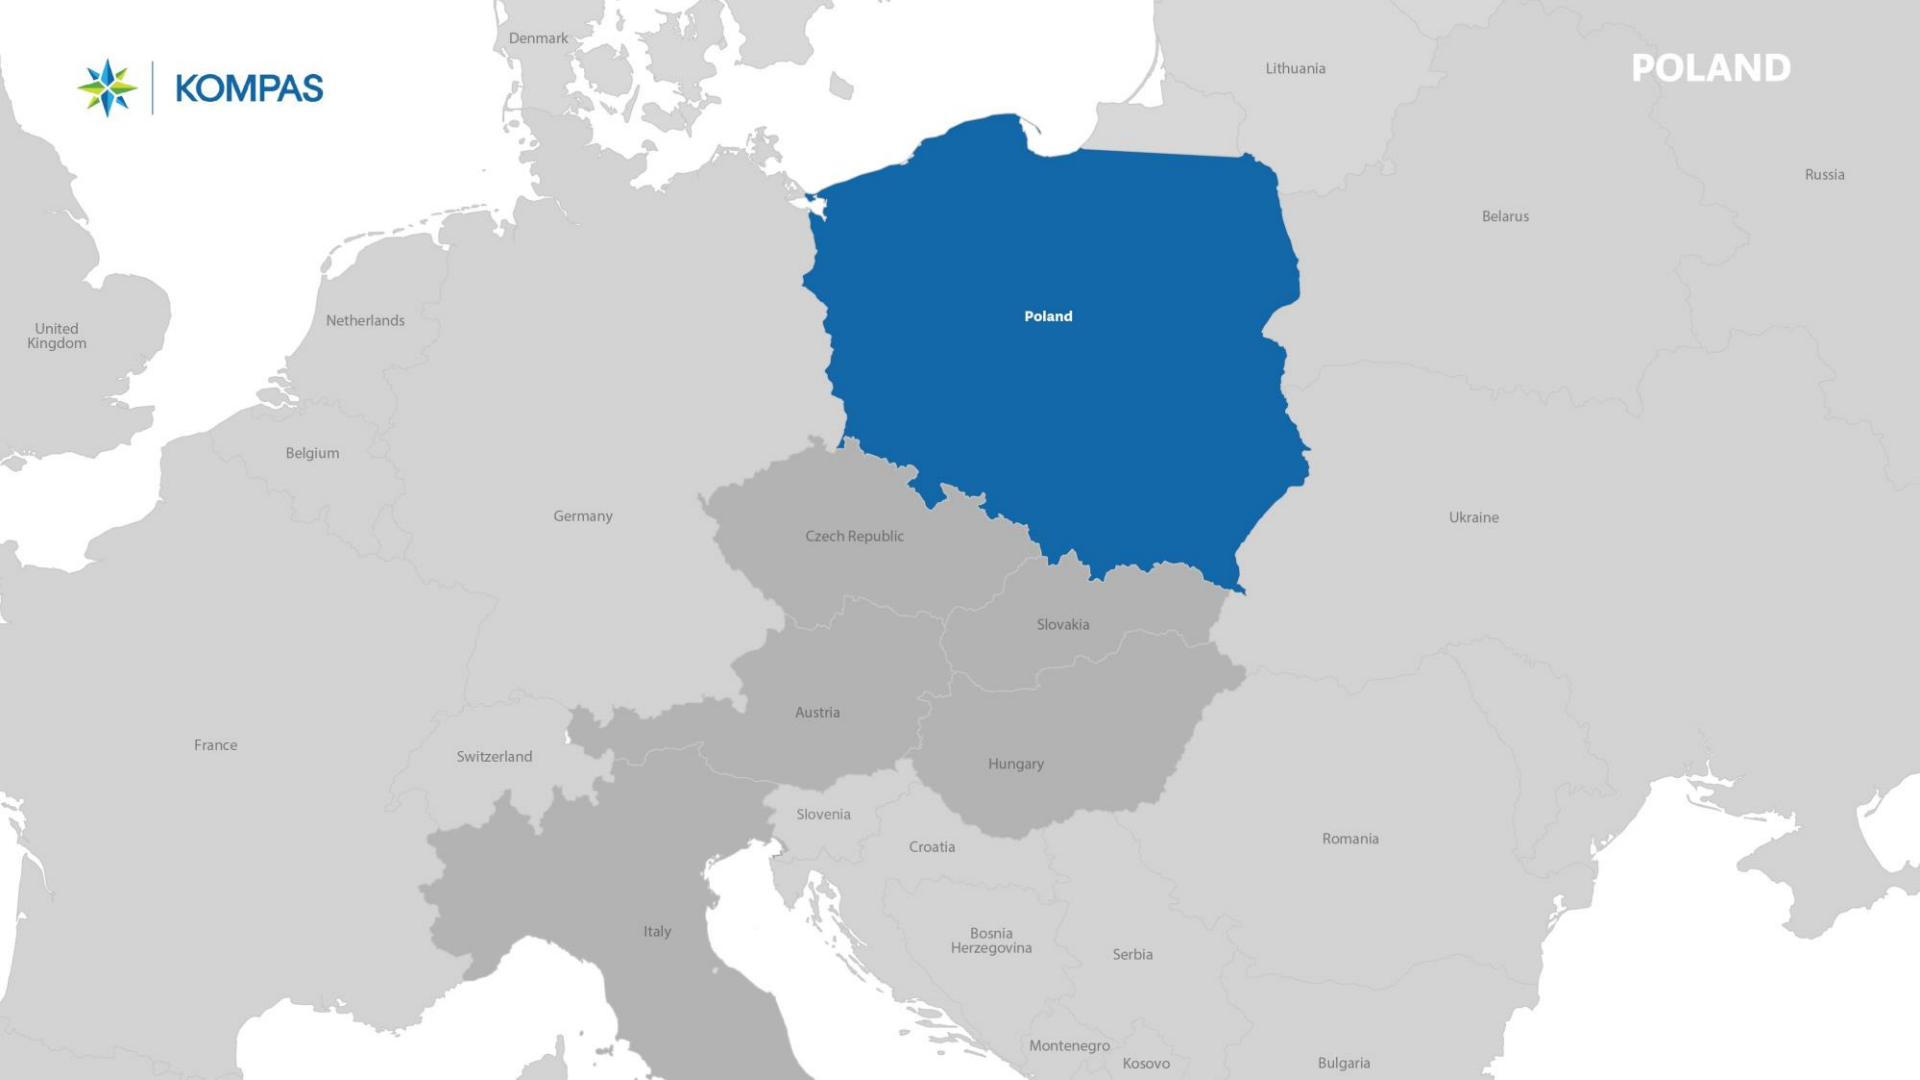 KOMPAS
POLAND
Denmark
Lithuania
Russia
Belarus
Poland
Netherlands
United
Kingdom
Belgium
Germany
Ukraine
Czech Republic
Slovakia
Austria
France
Switzerland
Hungary
Slovenia
Romania
Croatia
Italy
Bosnia
Herzegovina
Serbia
Montenegro
Kosovo
Bulgaria